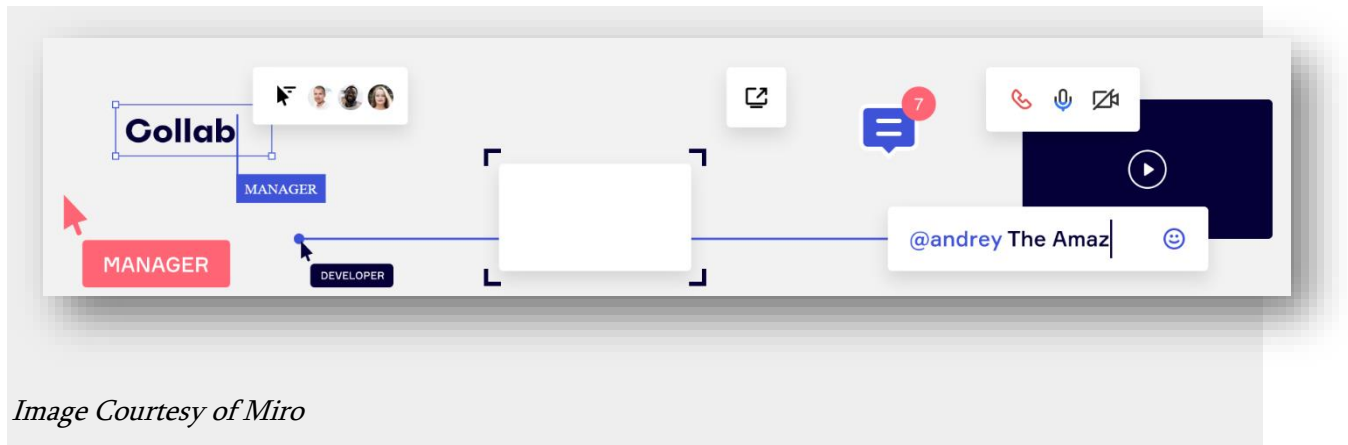 Collab
MANAGER
MANAGER
DEVELOPER
7
@andrey The Amaz
Image Courtesy of Miro